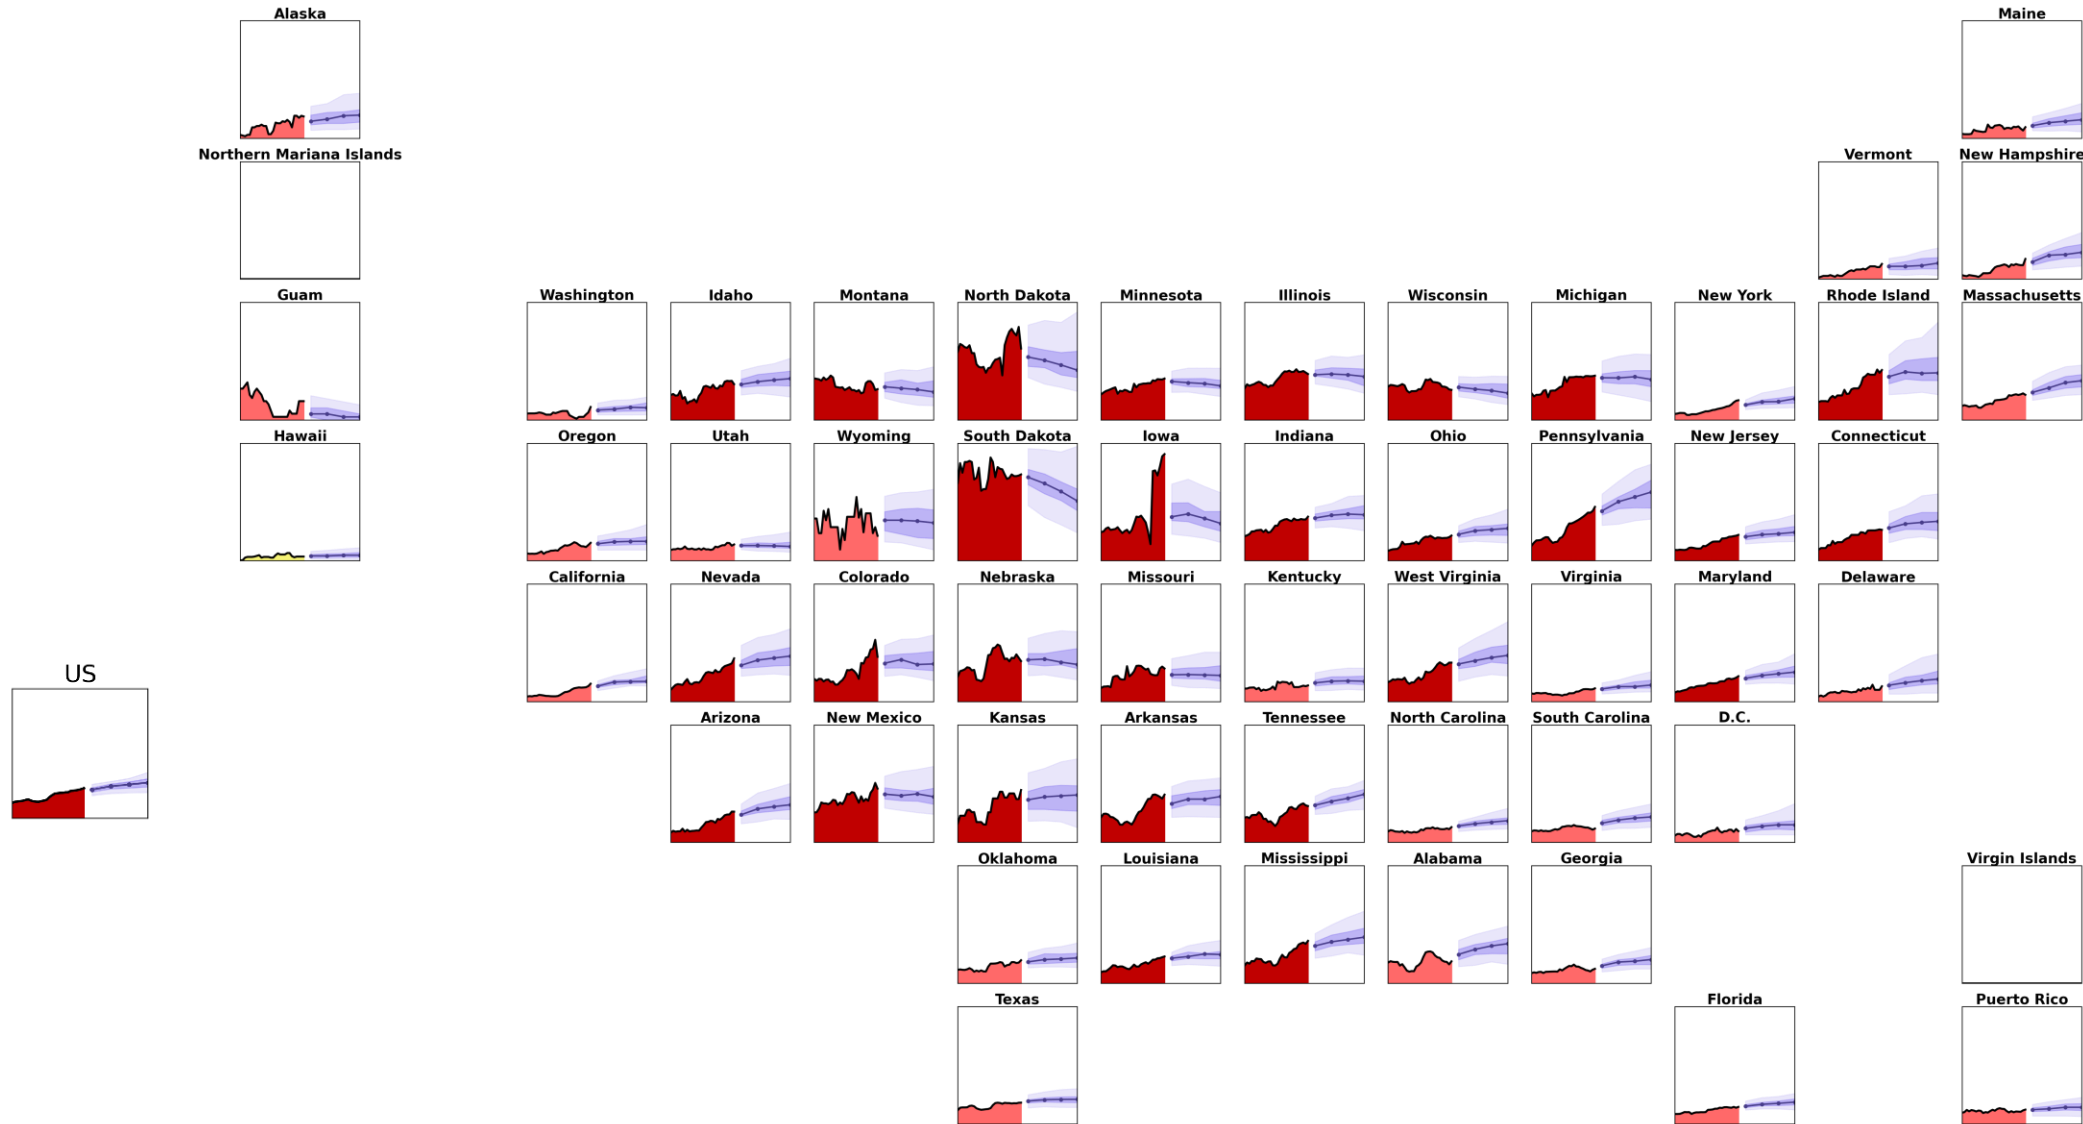 Alaska
Maine
Northern Mariana Islands
Vermont
New Hampshire
Guam
Washington
Idaho
Montana
North Dakota
Minnesota
Illinois
Wisconsin
Michigan
New York
Rhode Island
Massachusetts
Hawaii
Oregon
Utah
Wyoming
South Dakota
Iowa
Indiana
Ohio
Pennsylvania
New Jersey
Connecticut
California
Nevada
Colorado
Nebraska
Missouri
Kentucky
West Virginia
Virginia
Maryland
Delaware
US
Arizona
New Mexico
Kansas
Arkansas
Tennessee
North Carolina
South Carolina
D.C.
Oklahoma
Louisiana
Mississippi
Alabama
Georgia
Virgin Islands
Texas
Florida
Puerto Rico